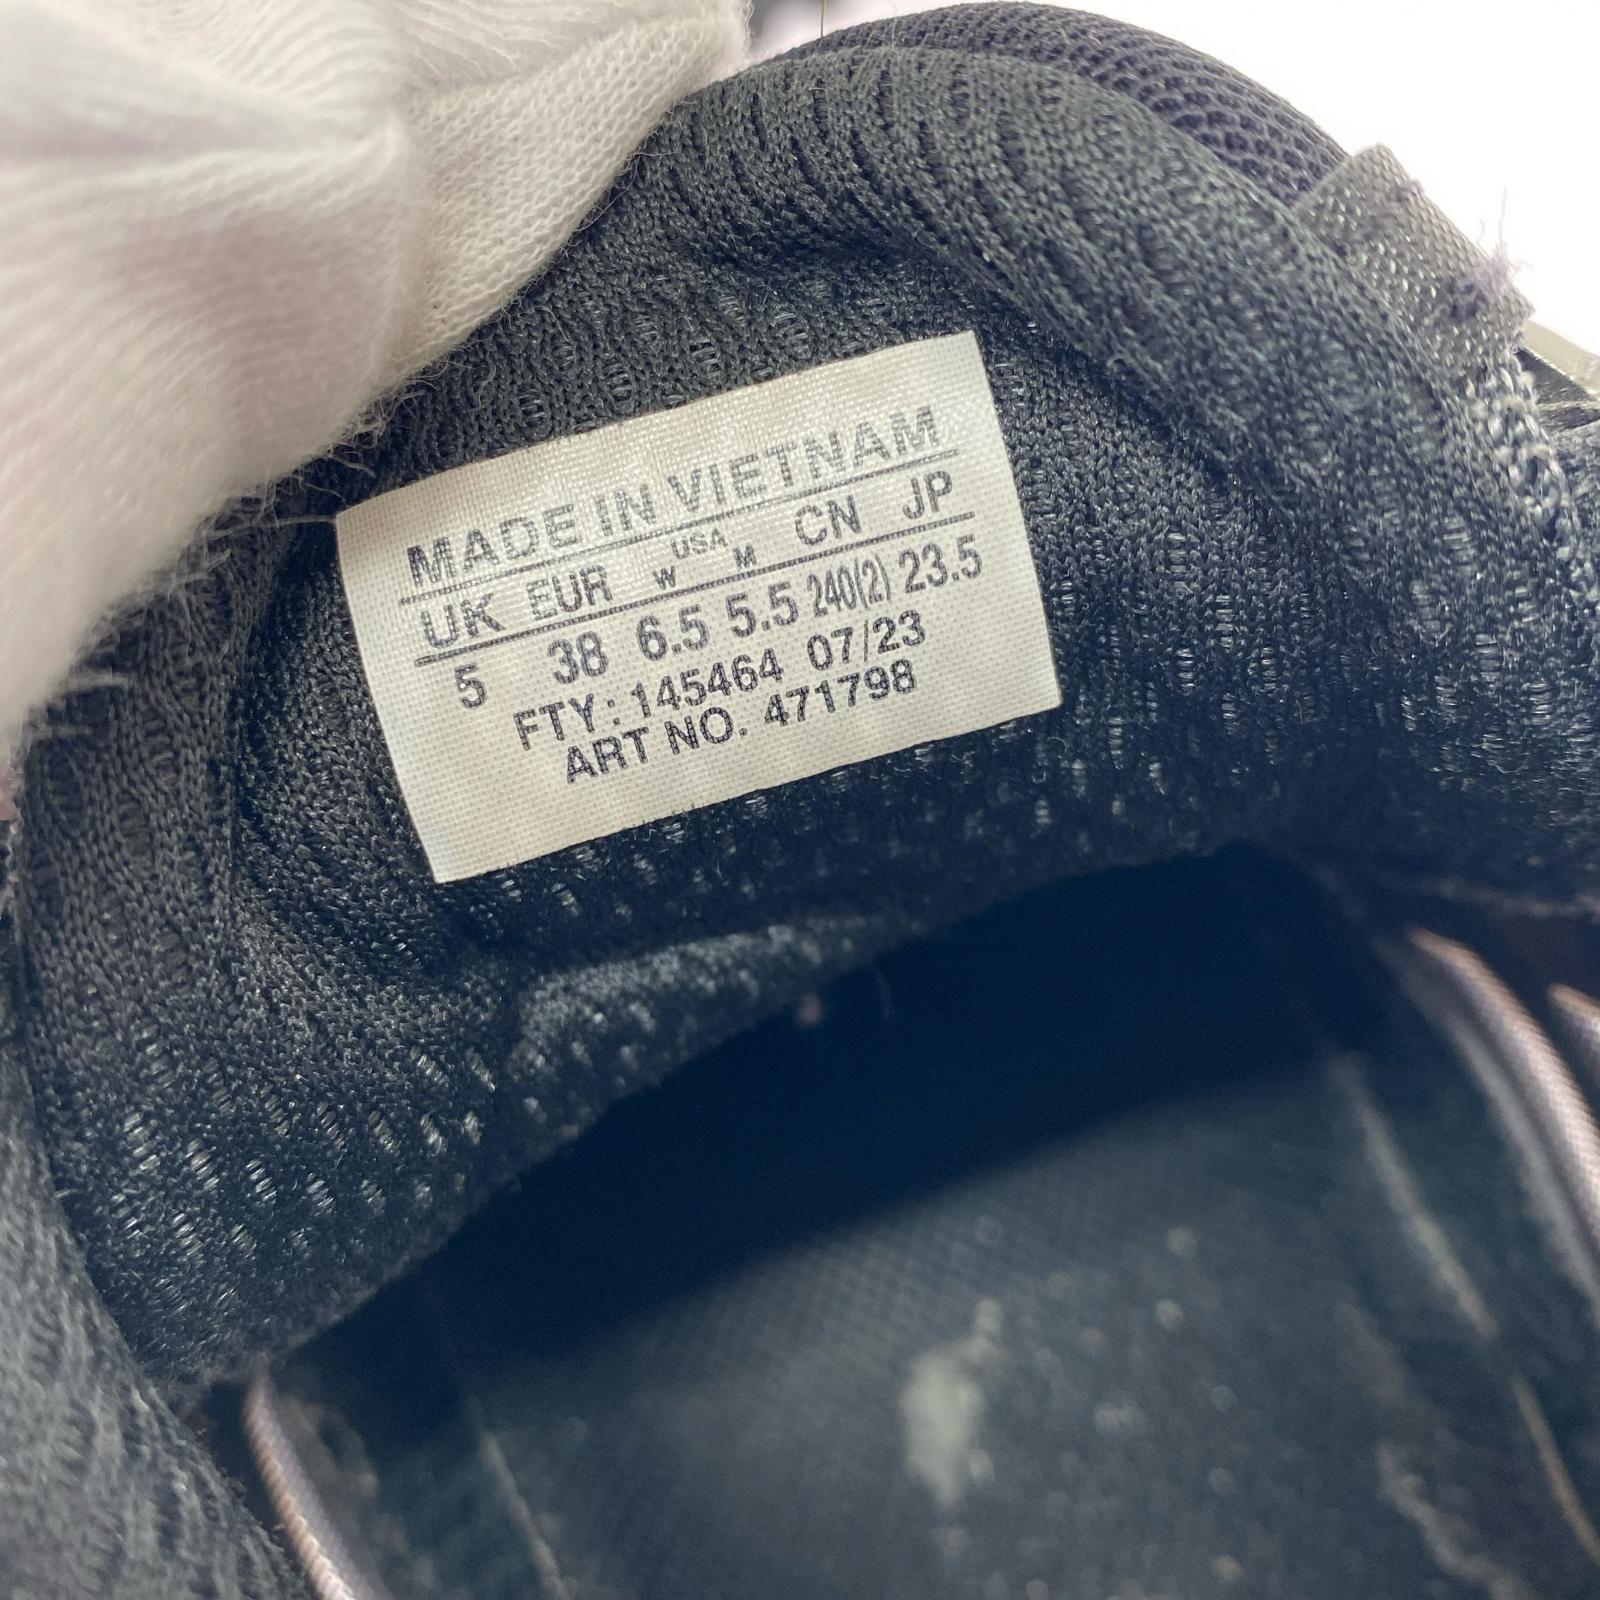 MADE IN VIETNAM
UK EUR USA W M CN JP
5 38 6.5 5.5 240(2) 23.5
FTY: 145464 07/23
ART NO. 471798